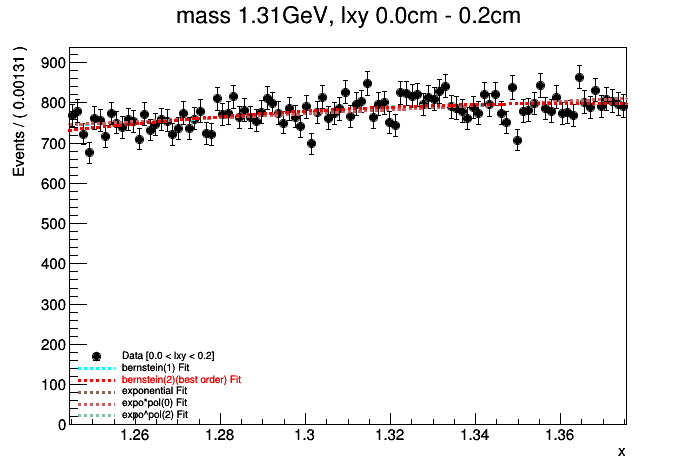 mass 1.31GeV, lxy 0.0cm - 0.2cm
Events / ( 0.00131 )
900
800
700
600
500
400
300
200
100
0
Data [0.0 < lxy < 0.2]
bernstein(1) Fit
bernstein(2)(best order) Fit
exponential Fit
expo*pol(0) Fit
expo*pol(2) Fit
1.26
1.28
1.3
1.32
1.34
1.36
x